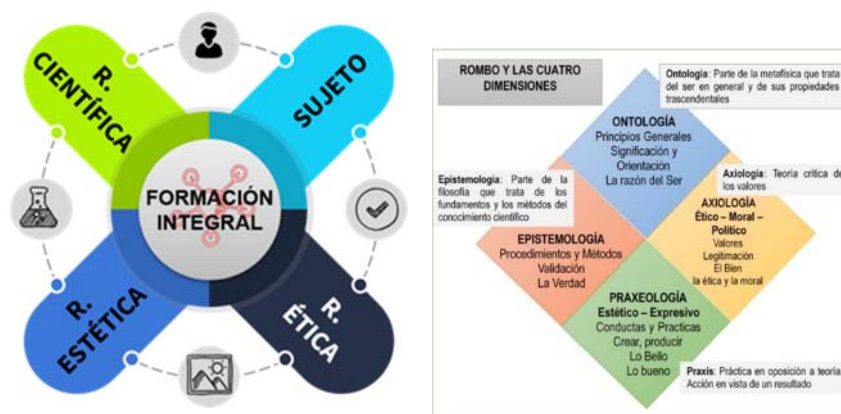 R.
CIENTÍFICA
SUJETO
FORMACIÓN
INTEGRAL
R.
ESTÉTICA
R.
ÉTICA
ROMBO Y LAS CUATRO
DIMENSIONES
Ontología: Parte de la metafísica que trata
del ser en general y de sus propiedades
trascendentales
ONTOLOGÍA
Principios Generales
Significación y
Orientación
La razón del Ser
Epistemología: Parte de la
filosofía que trata de los
fundamentos y los métodos del
conocimiento científico
Axiología: Teoría crítica de
los valores
EPISTEMOLOGÍA
Procedimientos y Métodos
Validación
La Verdad
AXIOLOGÍA
Ético – Moral –
Político
Valores
Legitimación
El Bien
la ética y la moral
PRAXEOLOGÍA
Estético – Expresivo
Conductas y Practicas
Crear, producir
Lo Bello
Lo bueno
Praxis: Práctica en oposición a teoría.
Acción en vista de un resultado